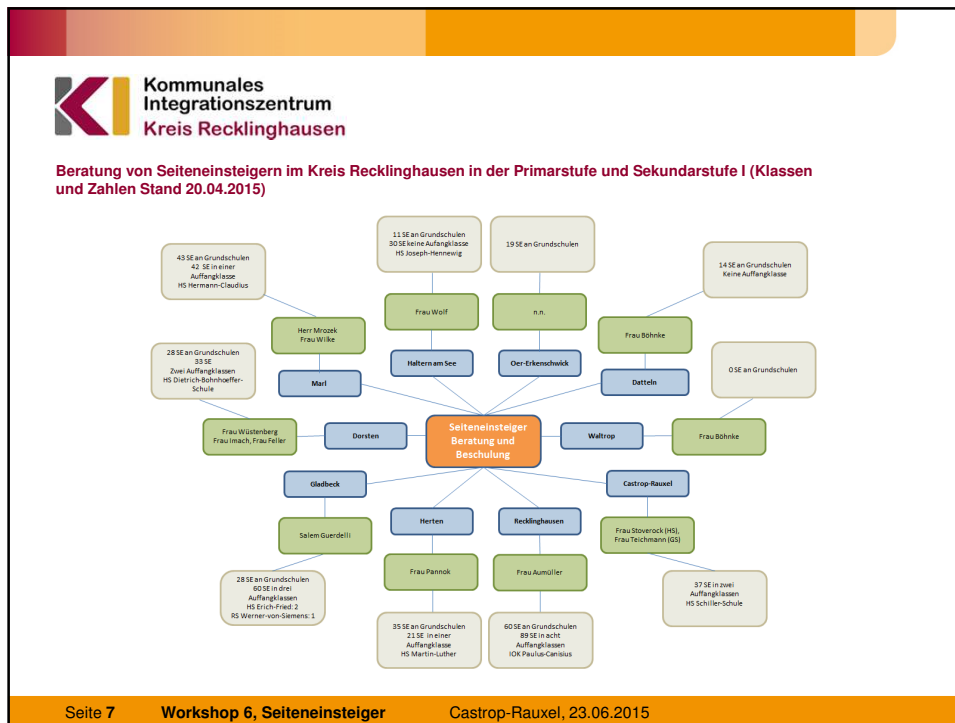 Kommunales
Integrationszentrum
Kreis Recklinghausen
Beratung von Seiteneinsteigern im Kreis Recklinghausen in der Primarstufe und Sekundarstufe I (Klassen
und Zahlen Stand 20.04.2015)
43 SE an Grundschulen
42 SE in einer
Auffangklasse
HS Hermann-Claudius
11 SE an Grundschulen
30 SE keine Aufangklasse
HS Joseph-Hennewig
19 SE an Grundschulen
14 SE an Grundschulen
Keine Auffangklasse
Herr Mrozek
Frau Wilke
Frau Wolf
n.n.
Frau Böhnke
28 SE an Grundschulen
33 SE
Zwei Auffangklassen
HS Dietrich-Bohnhoeffer-
Schule
Marl
Haltern am See
Oer-Erkenschwick
Datteln
0 SE an Grundschulen
Frau Wüstenberg
Frau Imach, Frau Feller
Dorsten
Seiteneinsteiger
Beratung und
Beschulung
Waltrop
Frau Böhnke
Gladbeck
Herten
Recklinghausen
Castrop-Rauxel
Salem Guerdelli
Frau Pannok
Frau Aumüller
Frau Stoverock (HS),
Frau Teichmann (GS)
28 SE an Grundschulen
60 SE in drei
Auffangklassen
HS Erich-Fried: 2
RS Werner-von-Siemens: 1
35 SE an Grundschulen
21 SE in einer
Auffangklasse
HS Martin-Luther
60 SE an Grundschulen
89 SE in acht
Auffangklassen
IOK Paulus-Canisius
37 SE in zwei
Auffangklassen
HS Schiller-Schule
Seite 7 Workshop 6, Seiteneinsteiger Castrop-Rauxel, 23.06.2015